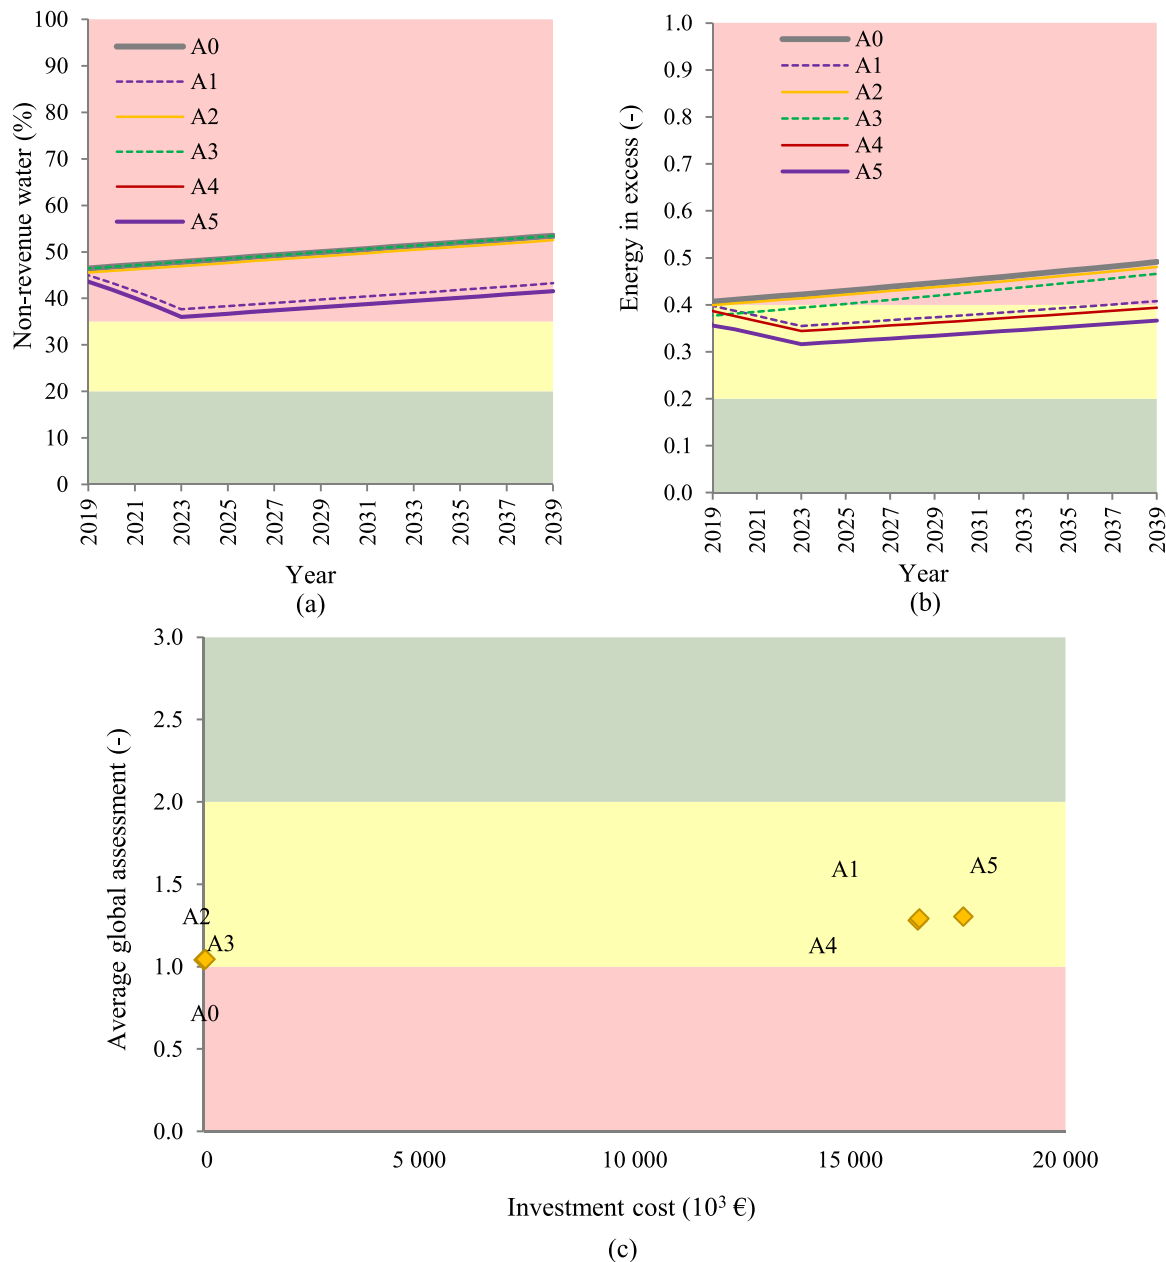 Non-revenue water (%)
100
90
80
70
60
50
40
30
20
10
0
A0
A1
A2
A3
A4
A5
2019
2021
2023
2025
2027
2029
2031
2033
2035
2037
2039
Year
(a)
Energy in excess (-)
1.0
0.9
0.8
0.7
0.6
0.5
0.4
0.3
0.2
0.1
0.0
A0
A1
A2
A3
A4
A5
2019
2021
2023
2025
2027
2029
2031
2033
2035
2037
2039
Year
(b)
Average global assessment (-)
3.0
2.5
2.0
1.5
1.0
0.5
0.0
A1
A5
A2
A3
A4
A0
0
5 000
10 000
15 000
20 000
Investment cost (10³ €)
(c)